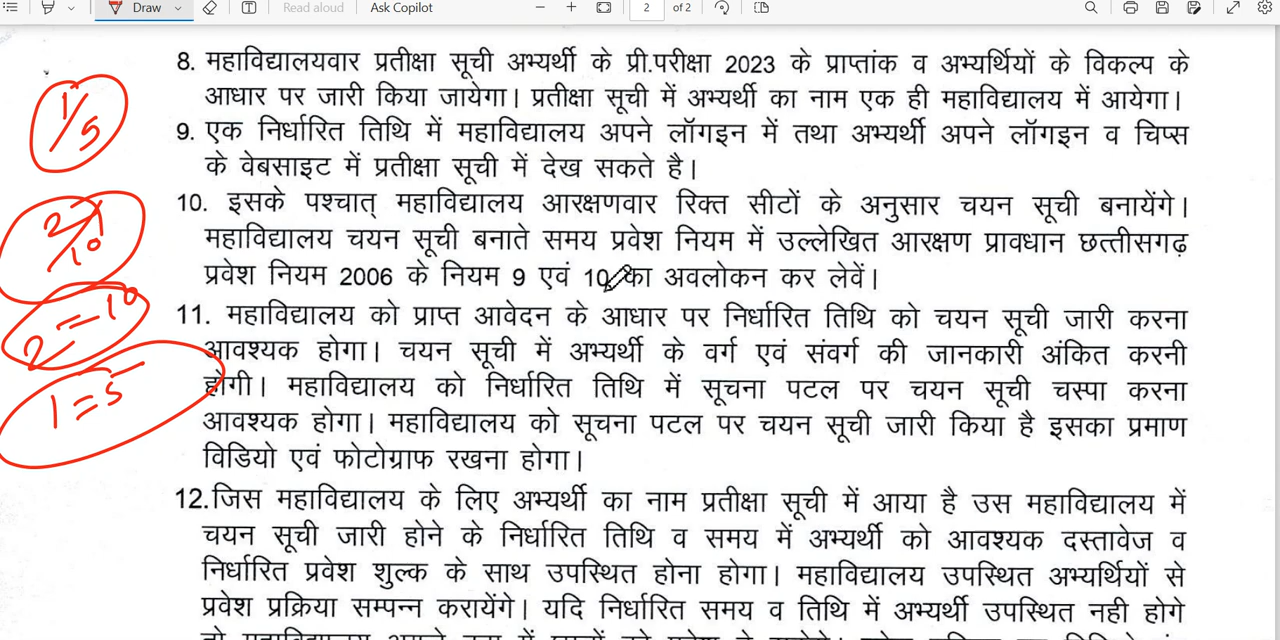 Draw
Read aloud
Ask Copilot
2 of 2
8. महाविद्यालयवार प्रतीक्षा सूची अभ्यर्थी के प्री.परीक्षा 2023 के प्राप्तांक व अभ्यर्थियों के विकल्प के
आधार पर जारी किया जायेगा। प्रतीक्षा सूची में अभ्यर्थी का नाम एक ही महाविद्यालय में आयेगा।
9. एक निर्धारित तिथि में महाविद्यालय अपने लॉगइन में तथा अभ्यर्थी अपने लॉगइन व चिप्स
के वेबसाइट में प्रतीक्षा सूची में देख सकते है।
10. इसके पश्चात् महाविद्यालय आरक्षणवार रिक्त सीटों के अनुसार चयन सूची बनायेंगे।
महाविद्यालय चयन सूची बनाते समय प्रवेश नियम में उल्लेखित आरक्षण प्रावधान छत्तीसगढ़
प्रवेश नियम 2006 के नियम 9 एवं 10 का अवलोकन कर लेवें।
11. महाविद्यालय को प्राप्त आवेदन के आधार पर निर्धारित तिथि को चयन सूची जारी करना
आवश्यक होगा। चयन सूची में अभ्यर्थी के वर्ग एवं संवर्ग की जानकारी अंकित करनी
होगी। महाविद्यालय को निर्धारित तिथि में सूचना पटल पर चयन सूची चस्पा करना
आवश्यक होगा। महाविद्यालय को सूचना पटल पर चयन सूची जारी किया है इसका प्रमाण
विडियो एवं फोटोग्राफ रखना होगा।
12.जिस महाविद्यालय के लिए अभ्यर्थी का नाम प्रतीक्षा सूची में आया है उस महाविद्यालय में
चयन सूची जारी होने के निर्धारित तिथि व समय में अभ्यर्थी को आवश्यक दस्तावेज व
निर्धारित प्रवेश शुल्क के साथ उपस्थित होना होगा। महाविद्यालय उपस्थित अभ्यर्थियों से
प्रवेश प्रक्रिया सम्पन्न करायेंगे। यदि निर्धारित समय व तिथि में अभ्यर्थी उपस्थित नही होगे
1/5
2/10
2=10
1=5